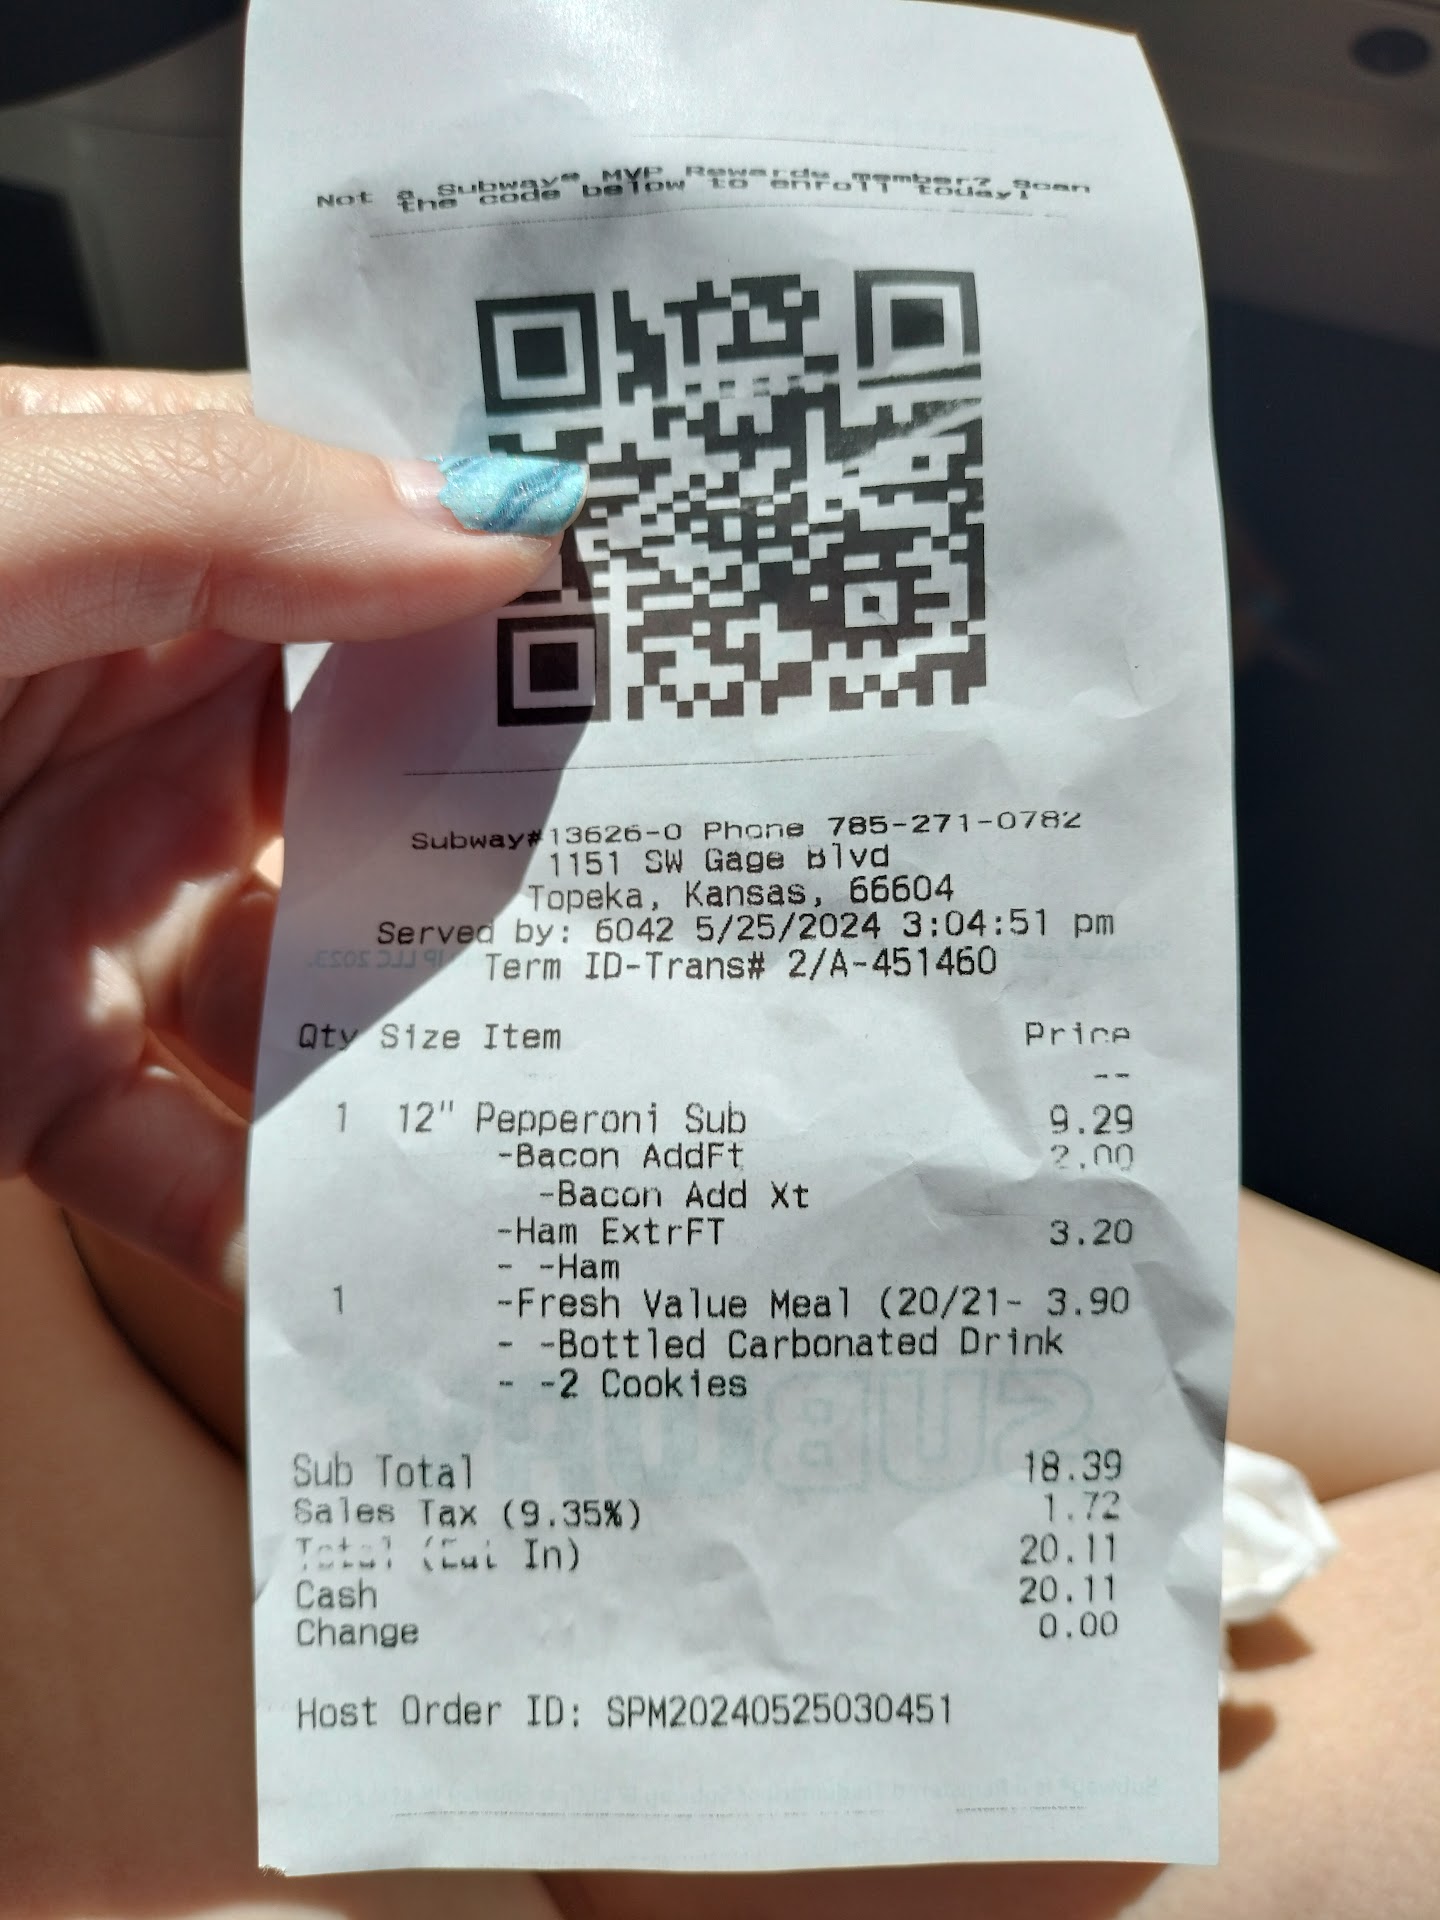 Not a Subway® MVP Rewards member? Scan
the code below to enroll today!
Subway#13626-0 Phone 785-271-0782
1151 SW Gage Blvd
Topeka, Kansas, 66604
Served by: 6042 5/25/2024 3:04:51 pm
Term ID-Trans# 2/A-451460
Qty Size Item Price
--
1 12" Pepperoni Sub 9.29
-Bacon AddFt 2.00
-Bacon Add Xt
-Ham ExtrFT 3.20
- -Ham
1 -Fresh Value Meal (20/21- 3.90
- -Bottled Carbonated Drink
- -2 Cookies
Sub Total 18.39
Sales Tax (9.35%) 1.72
Total (Eat In) 20.11
Cash 20.11
Change 0.00
Host Order ID: SPM20240525030451
SUBWAY